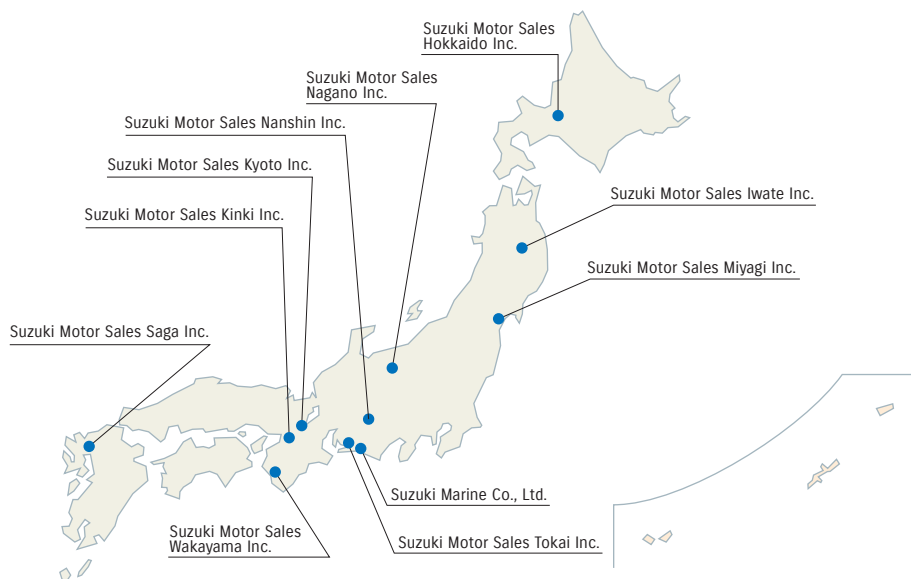 Suzuki Motor Sales
Hokkaido Inc.
Suzuki Motor Sales
Nagano Inc.
Suzuki Motor Sales Nanshin Inc.
Suzuki Motor Sales Kyoto Inc.
Suzuki Motor Sales Iwate Inc.
Suzuki Motor Sales Kinki Inc.
Suzuki Motor Sales Miyagi Inc.
Suzuki Motor Sales Saga Inc.
Suzuki Marine Co., Ltd.
Suzuki Motor Sales
Wakayama Inc.
Suzuki Motor Sales Tokai Inc.